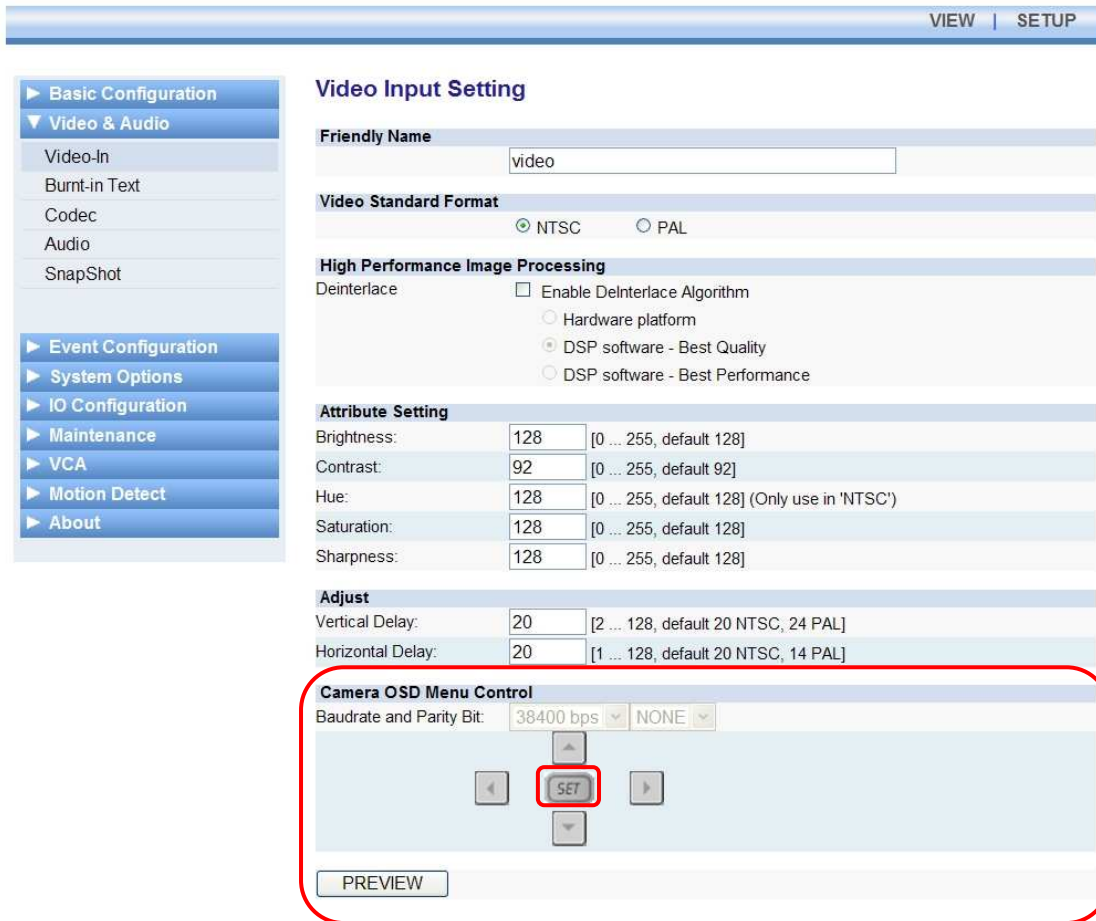 VIEW | SETUP
Basic Configuration
Video & Audio
Video-In
Burnt-in Text
Codec
Audio
SnapShot
Event Configuration
System Options
IO Configuration
Maintenance
VCA
Motion Detect
About
Video Input Setting
Friendly Name
video
Video Standard Format
NTSC PAL
High Performance Image Processing
Deinterlace Enable DeInterlace Algorithm
Hardware platform
DSP software - Best Quality
DSP software - Best Performance
Attribute Setting
Brightness: 128 [0 ... 255, default 128]
Contrast: 92 [0 ... 255, default 92]
Hue: 128 [0 ... 255, default 128] (Only use in 'NTSC')
Saturation: 128 [0 ... 255, default 128]
Sharpness: 128 [0 ... 255, default 128]
Adjust
Vertical Delay: 20 [2 ... 128, default 20 NTSC, 24 PAL]
Horizontal Delay: 20 [1 ... 128, default 20 NTSC, 14 PAL]
Camera OSD Menu Control
Baudrate and Parity Bit: 38400 bps NONE
SET
PREVIEW